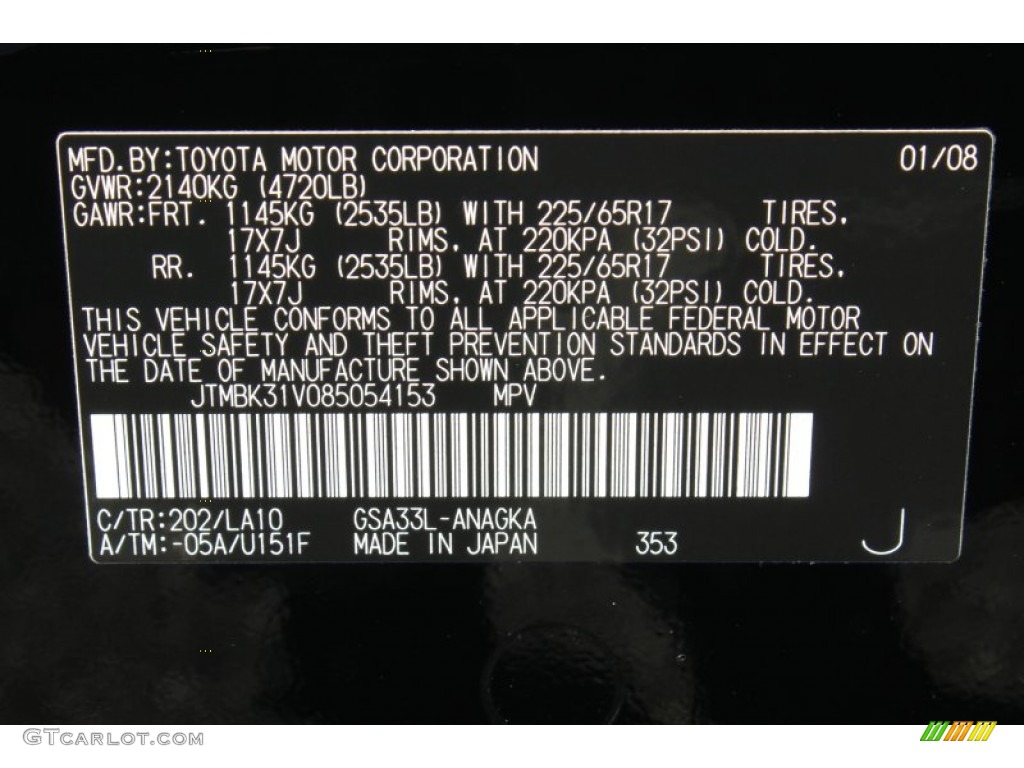 MFD.BY:TOYOTA MOTOR CORPORATION 01/08
GVWR:2140KG (4720LB)
GAWR:FRT. 1145KG (2535LB) WITH 225/65R17 TIRES,
17X7J RIMS, AT 220KPA (32PSI) COLD.
RR. 1145KG (2535LB) WITH 225/65R17 TIRES,
17X7J RIMS, AT 220KPA (32PSI) COLD.
THIS VEHICLE CONFORMS TO ALL APPLICABLE FEDERAL MOTOR
VEHICLE SAFETY AND THEFT PREVENTION STANDARDS IN EFFECT ON
THE DATE OF MANUFACTURE SHOWN ABOVE.
JTMBK31V085054153 MPV
C/TR:202/LA10 GSA33L-ANAGKA
A/TM:-05A/U151F MADE IN JAPAN 353 J
GTCARLOT.COM